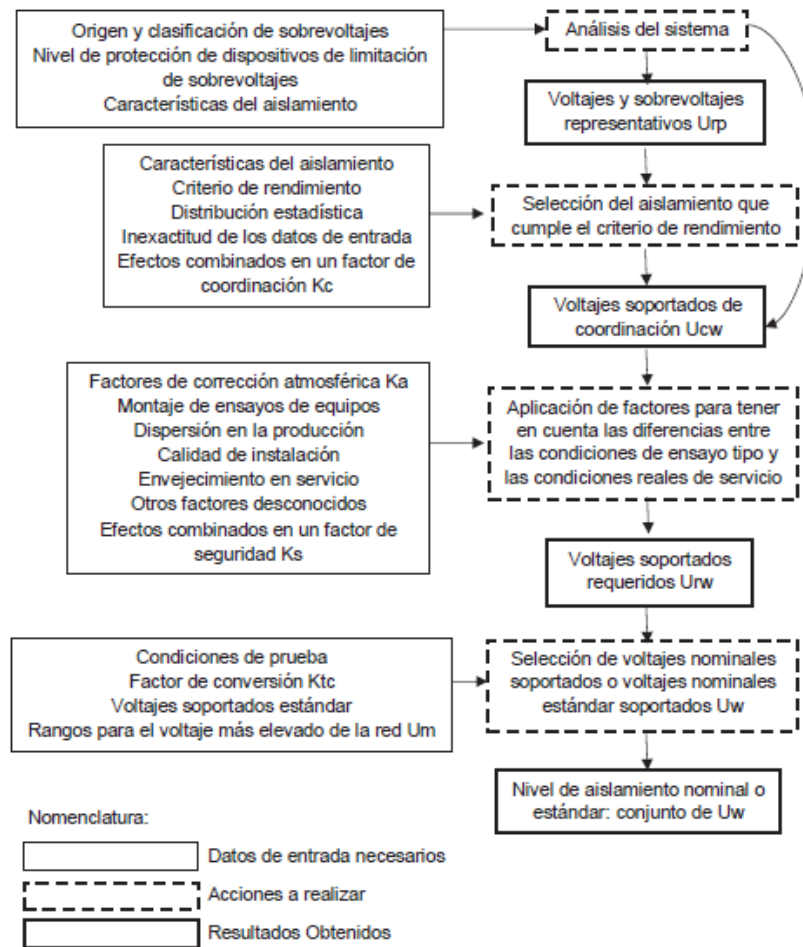 Origen y clasificación de sobrevoltajes
Nivel de protección de dispositivos de limitación
de sobrevoltajes
Características del aislamiento
Análisis del sistema
Voltajes y sobrevoltajes
representativos Urp
Características del aislamiento
Criterio de rendimiento
Distribución estadística
Inexactitud de los datos de entrada
Efectos combinados en un factor de
coordinación Kc
Selección del aislamiento que
cumple el criterio de rendimiento
Voltajes soportados de
coordinación Ucw
Factores de corrección atmosférica Ka
Montaje de ensayos de equipos
Dispersión en la producción
Calidad de instalación
Envejecimiento en servicio
Otros factores desconocidos
Efectos combinados en un factor de
seguridad Ks
Aplicación de factores para tener
en cuenta las diferencias entre
las condiciones de ensayo tipo y
las condiciones reales de servicio
Voltajes soportados
requeridos Urw
Condiciones de prueba
Factor de conversión Ktc
Voltajes soportados estándar
Rangos para el voltaje más elevado de la red Um
Selección de voltajes nominales
soportados o voltajes nominales
estándar soportados Uw
Nivel de aislamiento nominal o
estándar: conjunto de Uw
Nomenclatura:
Datos de entrada necesarios
Acciones a realizar
Resultados Obtenidos